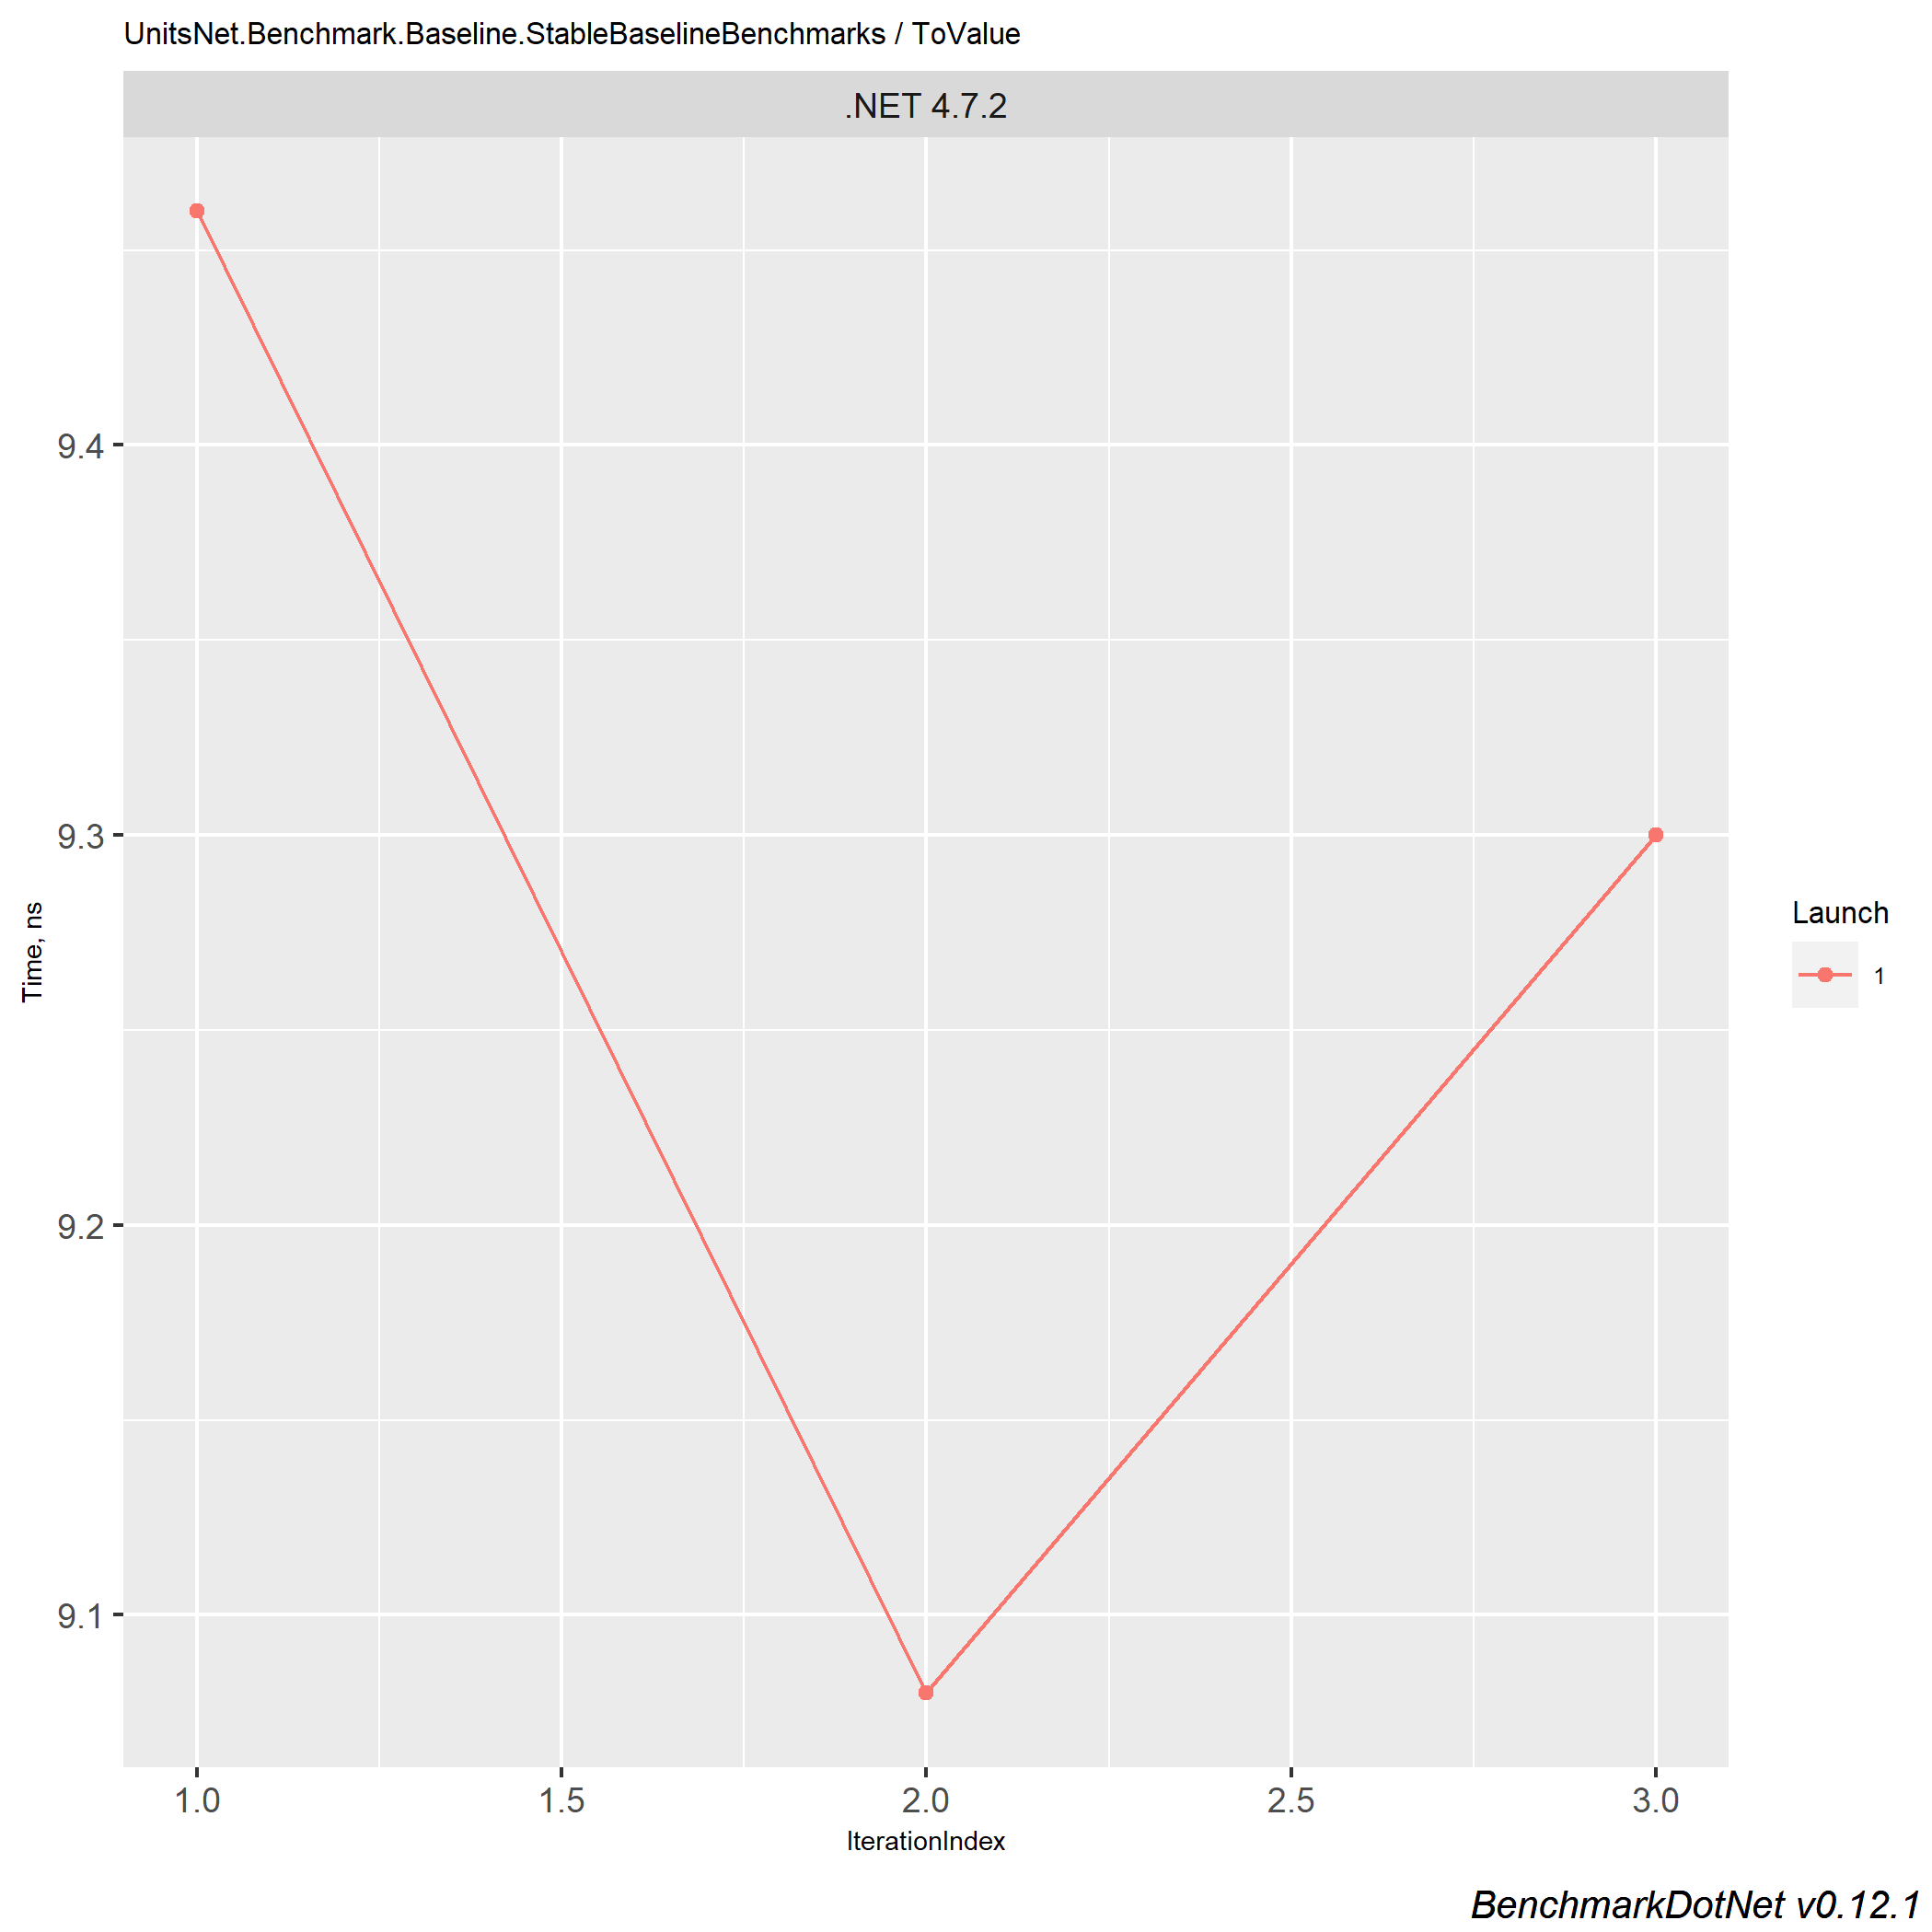 UnitsNet.Benchmark.Baseline.StableBaselineBenchmarks / ToValue
.NET 4.7.2
9.4
9.3
9.2
9.1
Time, ns
1.0 1.5 2.0 2.5 3.0
IterationIndex
Launch
1
BenchmarkDotNet v0.12.1